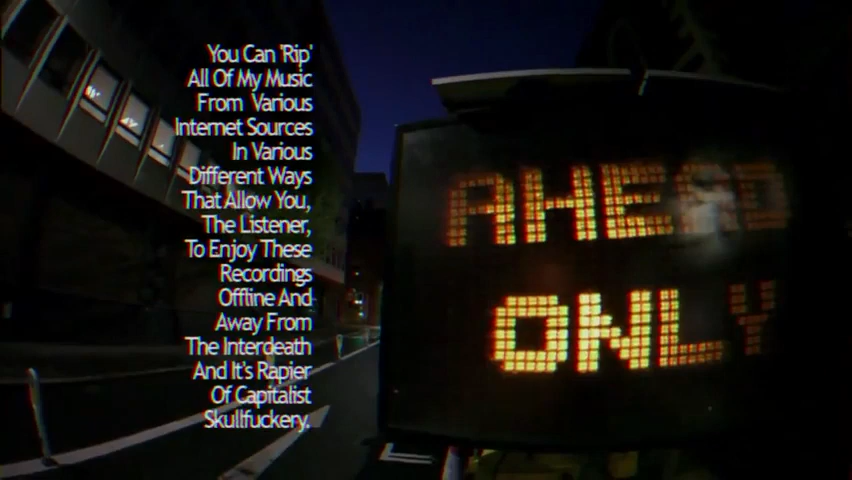 You Can 'Rip'
All Of My Music
From Various
Internet Sources
In Various
Different Ways
That Allow You,
The Listener,
To Enjoy These
Recordings
Offline And
Away From
The Interdeath
And It's Rapier
Of Capitalist
Skullfuckery.
AHEAD
ONLY